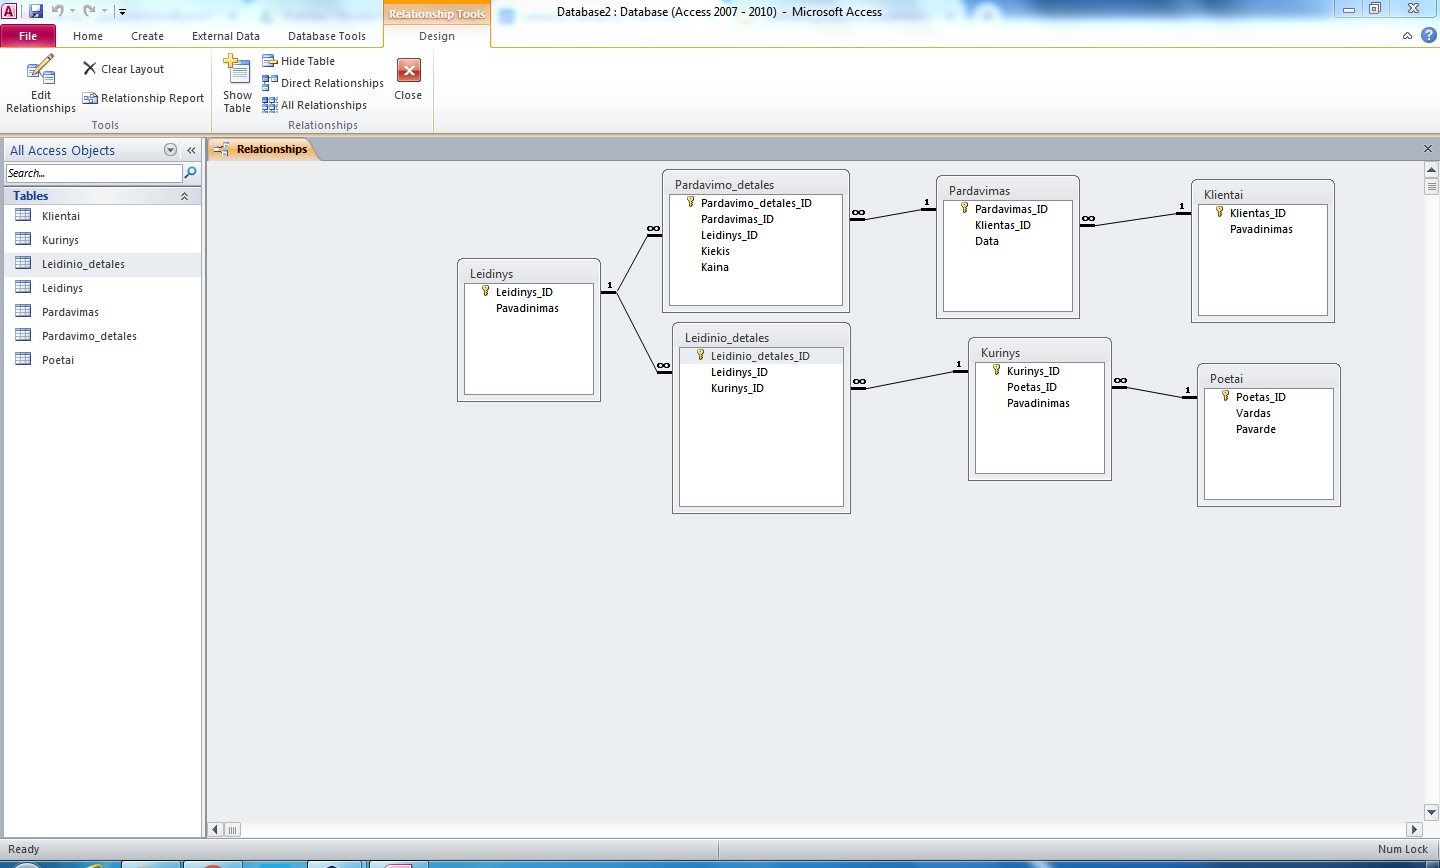 Database2 : Database (Access 2007 - 2010) - Microsoft Access
Relationship Tools
File
Home
Create
External Data
Database Tools
Design
Edit Relationships
Clear Layout
Relationship Report
Tools
Show Table
Hide Table
Direct Relationships
All Relationships
Relationships
Close
All Access Objects
Search...
Tables
Klientai
Kurinys
Leidinio_detales
Leidinys
Pardavimas
Pardavimo_detales
Poetai
Relationships
Leidinys
Leidinys_ID
Pavadinimas
1
∞
∞
Pardavimo_detales
Pardavimo_detales_ID
Pardavimas_ID
Leidinys_ID
Kiekis
Kaina
∞
1
Pardavimas
Pardavimas_ID
Klientas_ID
Data
∞
1
Klientai
Klientas_ID
Pavadinimas
Leidinio_detales
Leidinio_detales_ID
Leidinys_ID
Kurinys_ID
∞
1
Kurinys
Kurinys_ID
Poetas_ID
Pavadinimas
∞
1
Poetai
Poetas_ID
Vardas
Pavarde
Ready
Num Lock